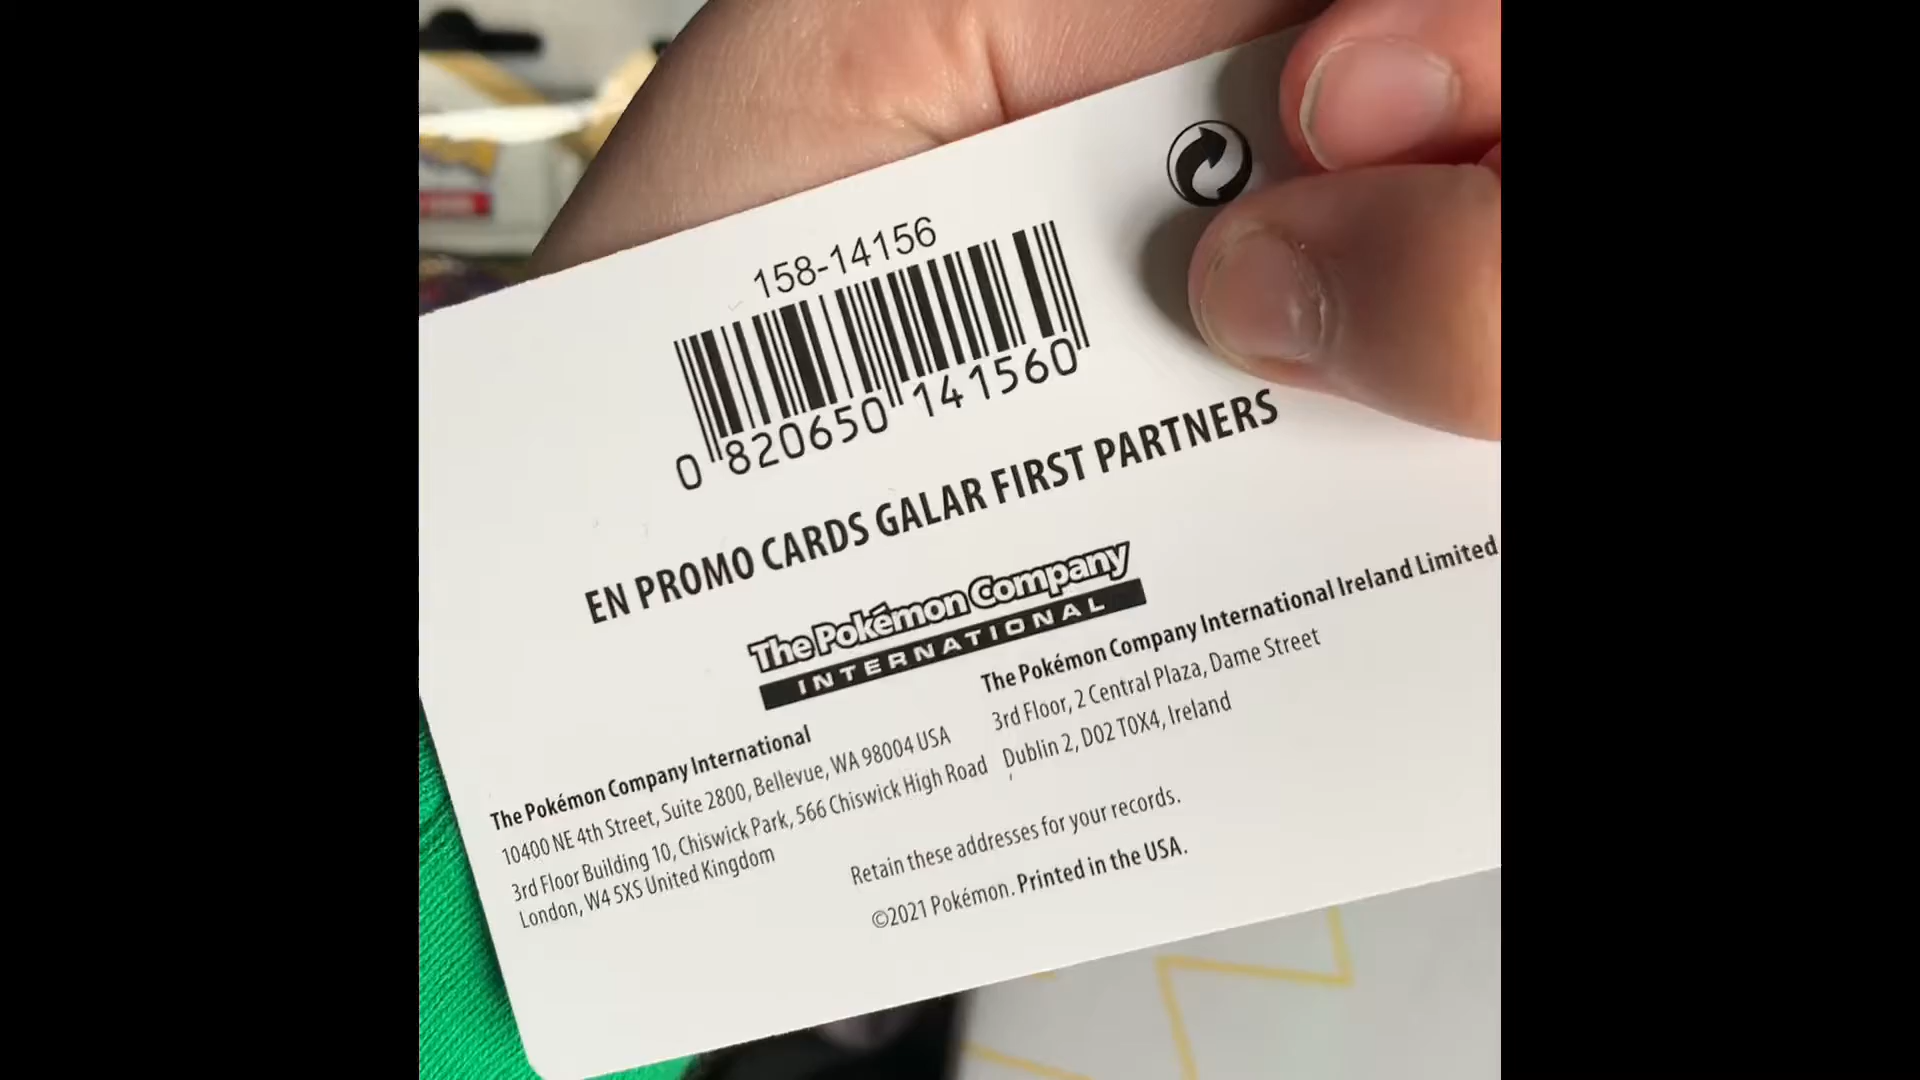 158-14156
0 820650 141560
EN PROMO CARDS GALAR FIRST PARTNERS
The Pokémon Company
INTERNATIONAL
The Pokémon Company International
10400 NE 4th Street, Suite 2800, Bellevue, WA 98004 USA
3rd Floor Building 10, Chiswick Park, 566 Chiswick High Road
London, W4 5XS United Kingdom
The Pokémon Company International Ireland Limited
3rd Floor, 2 Central Plaza, Dame Street
Dublin 2, D02 T0X4, Ireland
Retain these addresses for your records.
©2021 Pokémon. Printed in the USA.